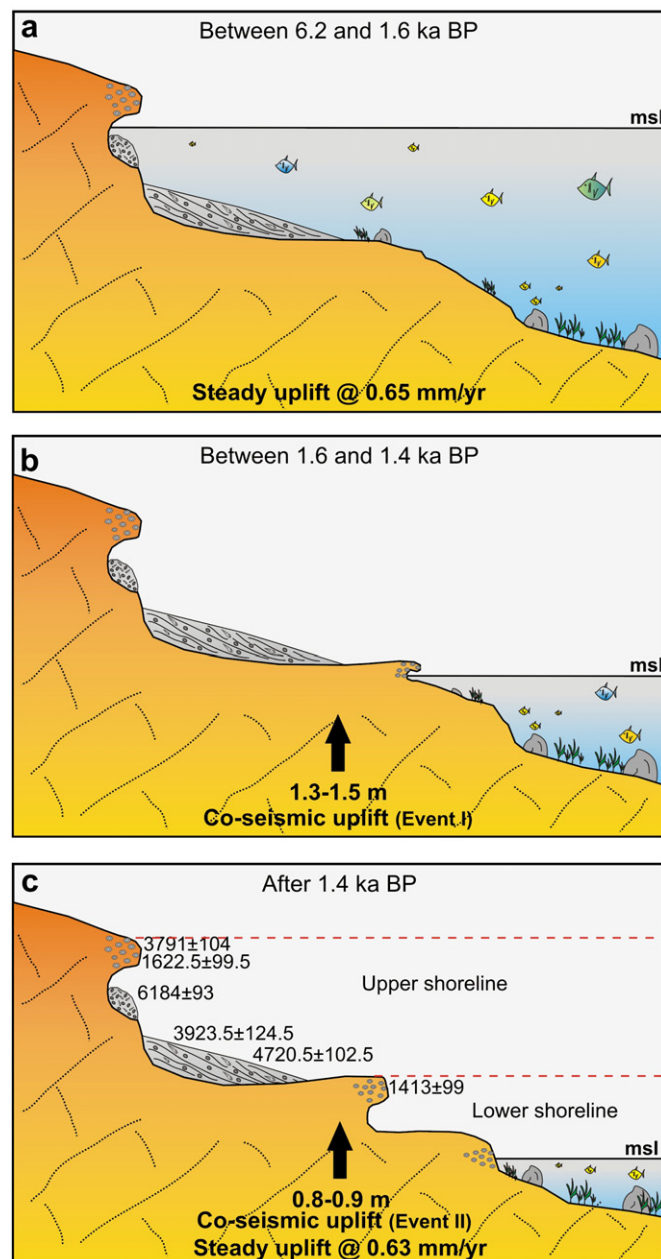 a
Between 6.2 and 1.6 ka BP
msl
Steady uplift @ 0.65 mm/yr
b
Between 1.6 and 1.4 ka BP
msl
1.3-1.5 m
Co-seismic uplift (Event I)
c
After 1.4 ka BP
3791±104
1622.5±99.5
Upper shoreline
6184±93
3923.5±124.5
4720.5±102.5
1413±99
Lower shoreline
msl
0.8-0.9 m
Co-seismic uplift (Event II)
Steady uplift @ 0.63 mm/yr